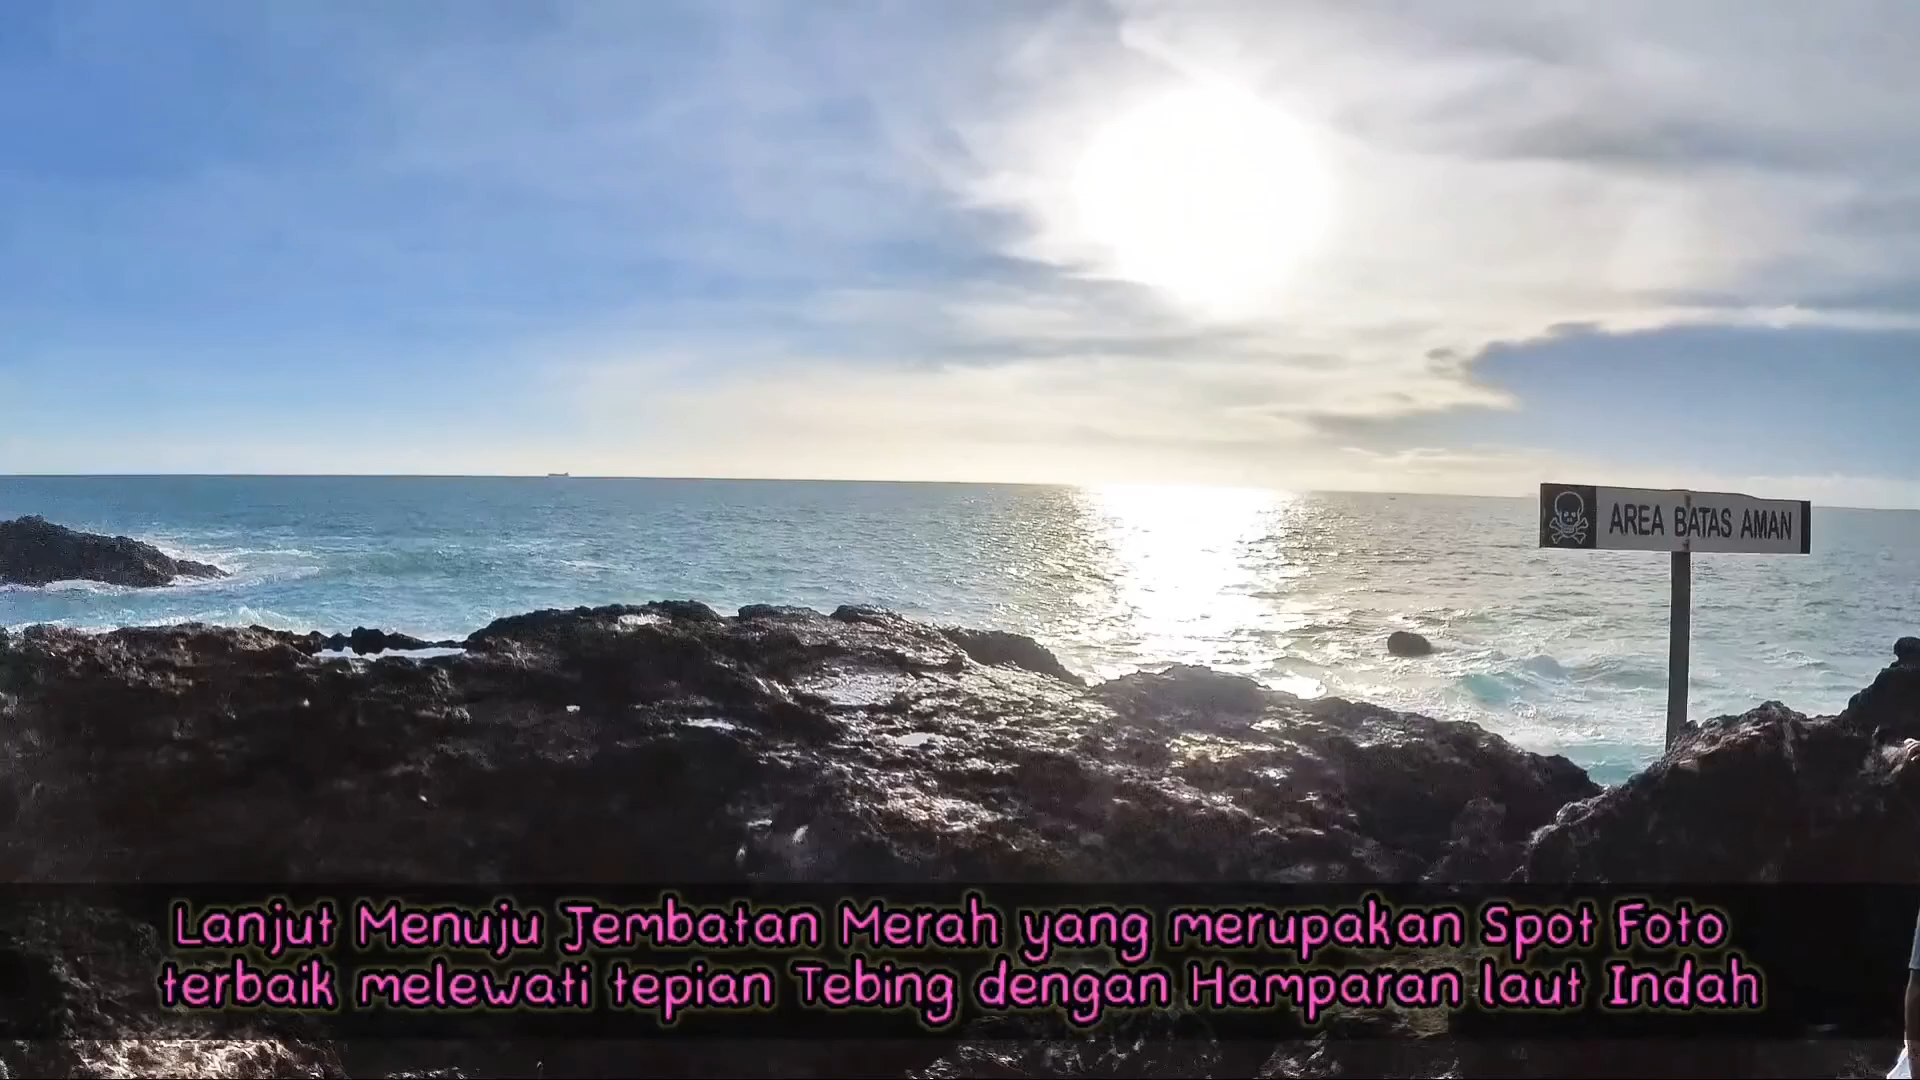 AREA BATAS AMAN
Lanjut Menuju Jembatan Merah yang merupakan Spot Foto
terbaik melewati tepian Tebing dengan Hamparan laut Indah